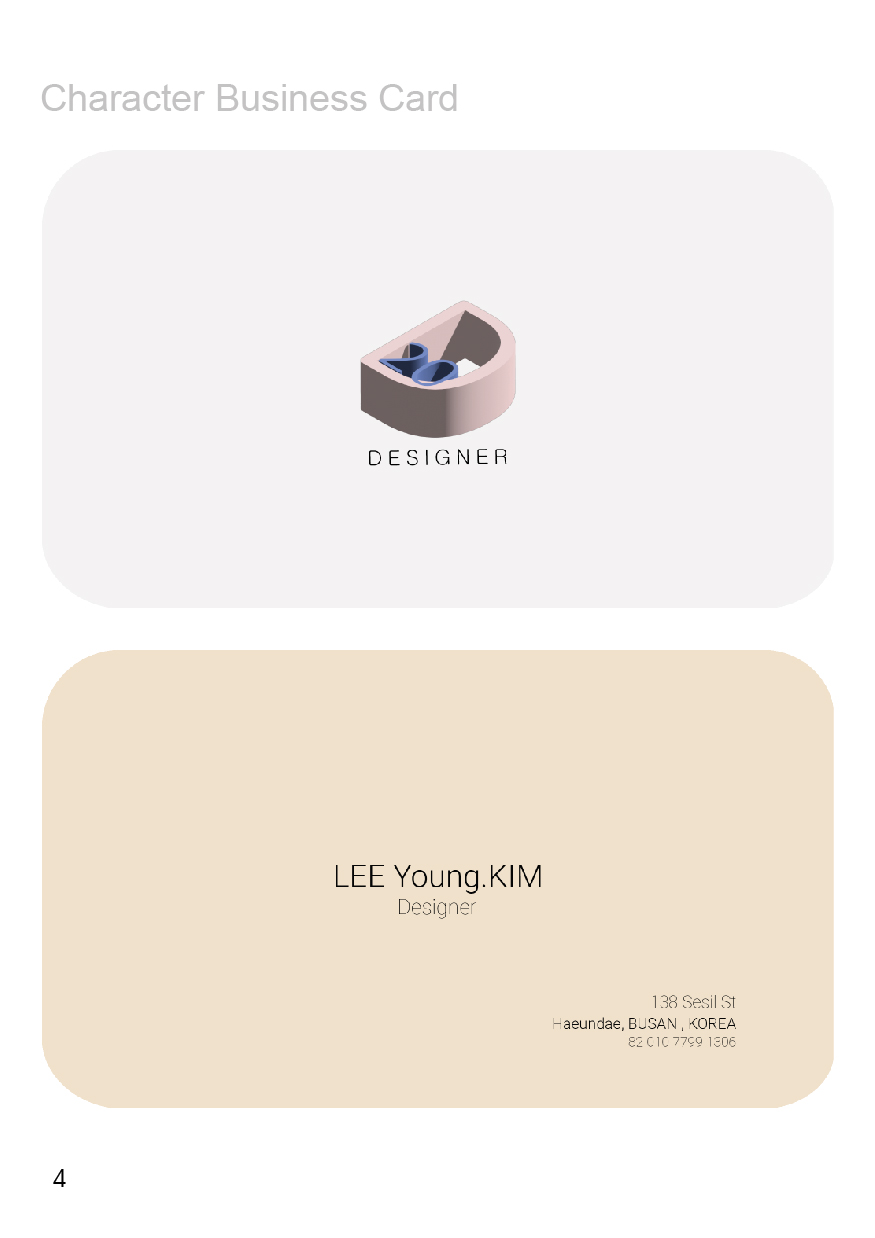 Character Business Card
DESIGNER
LEE Young.KIM
Designer
138 Sesil St
Haeundae, BUSAN , KOREA
82 010 7799 1306
4